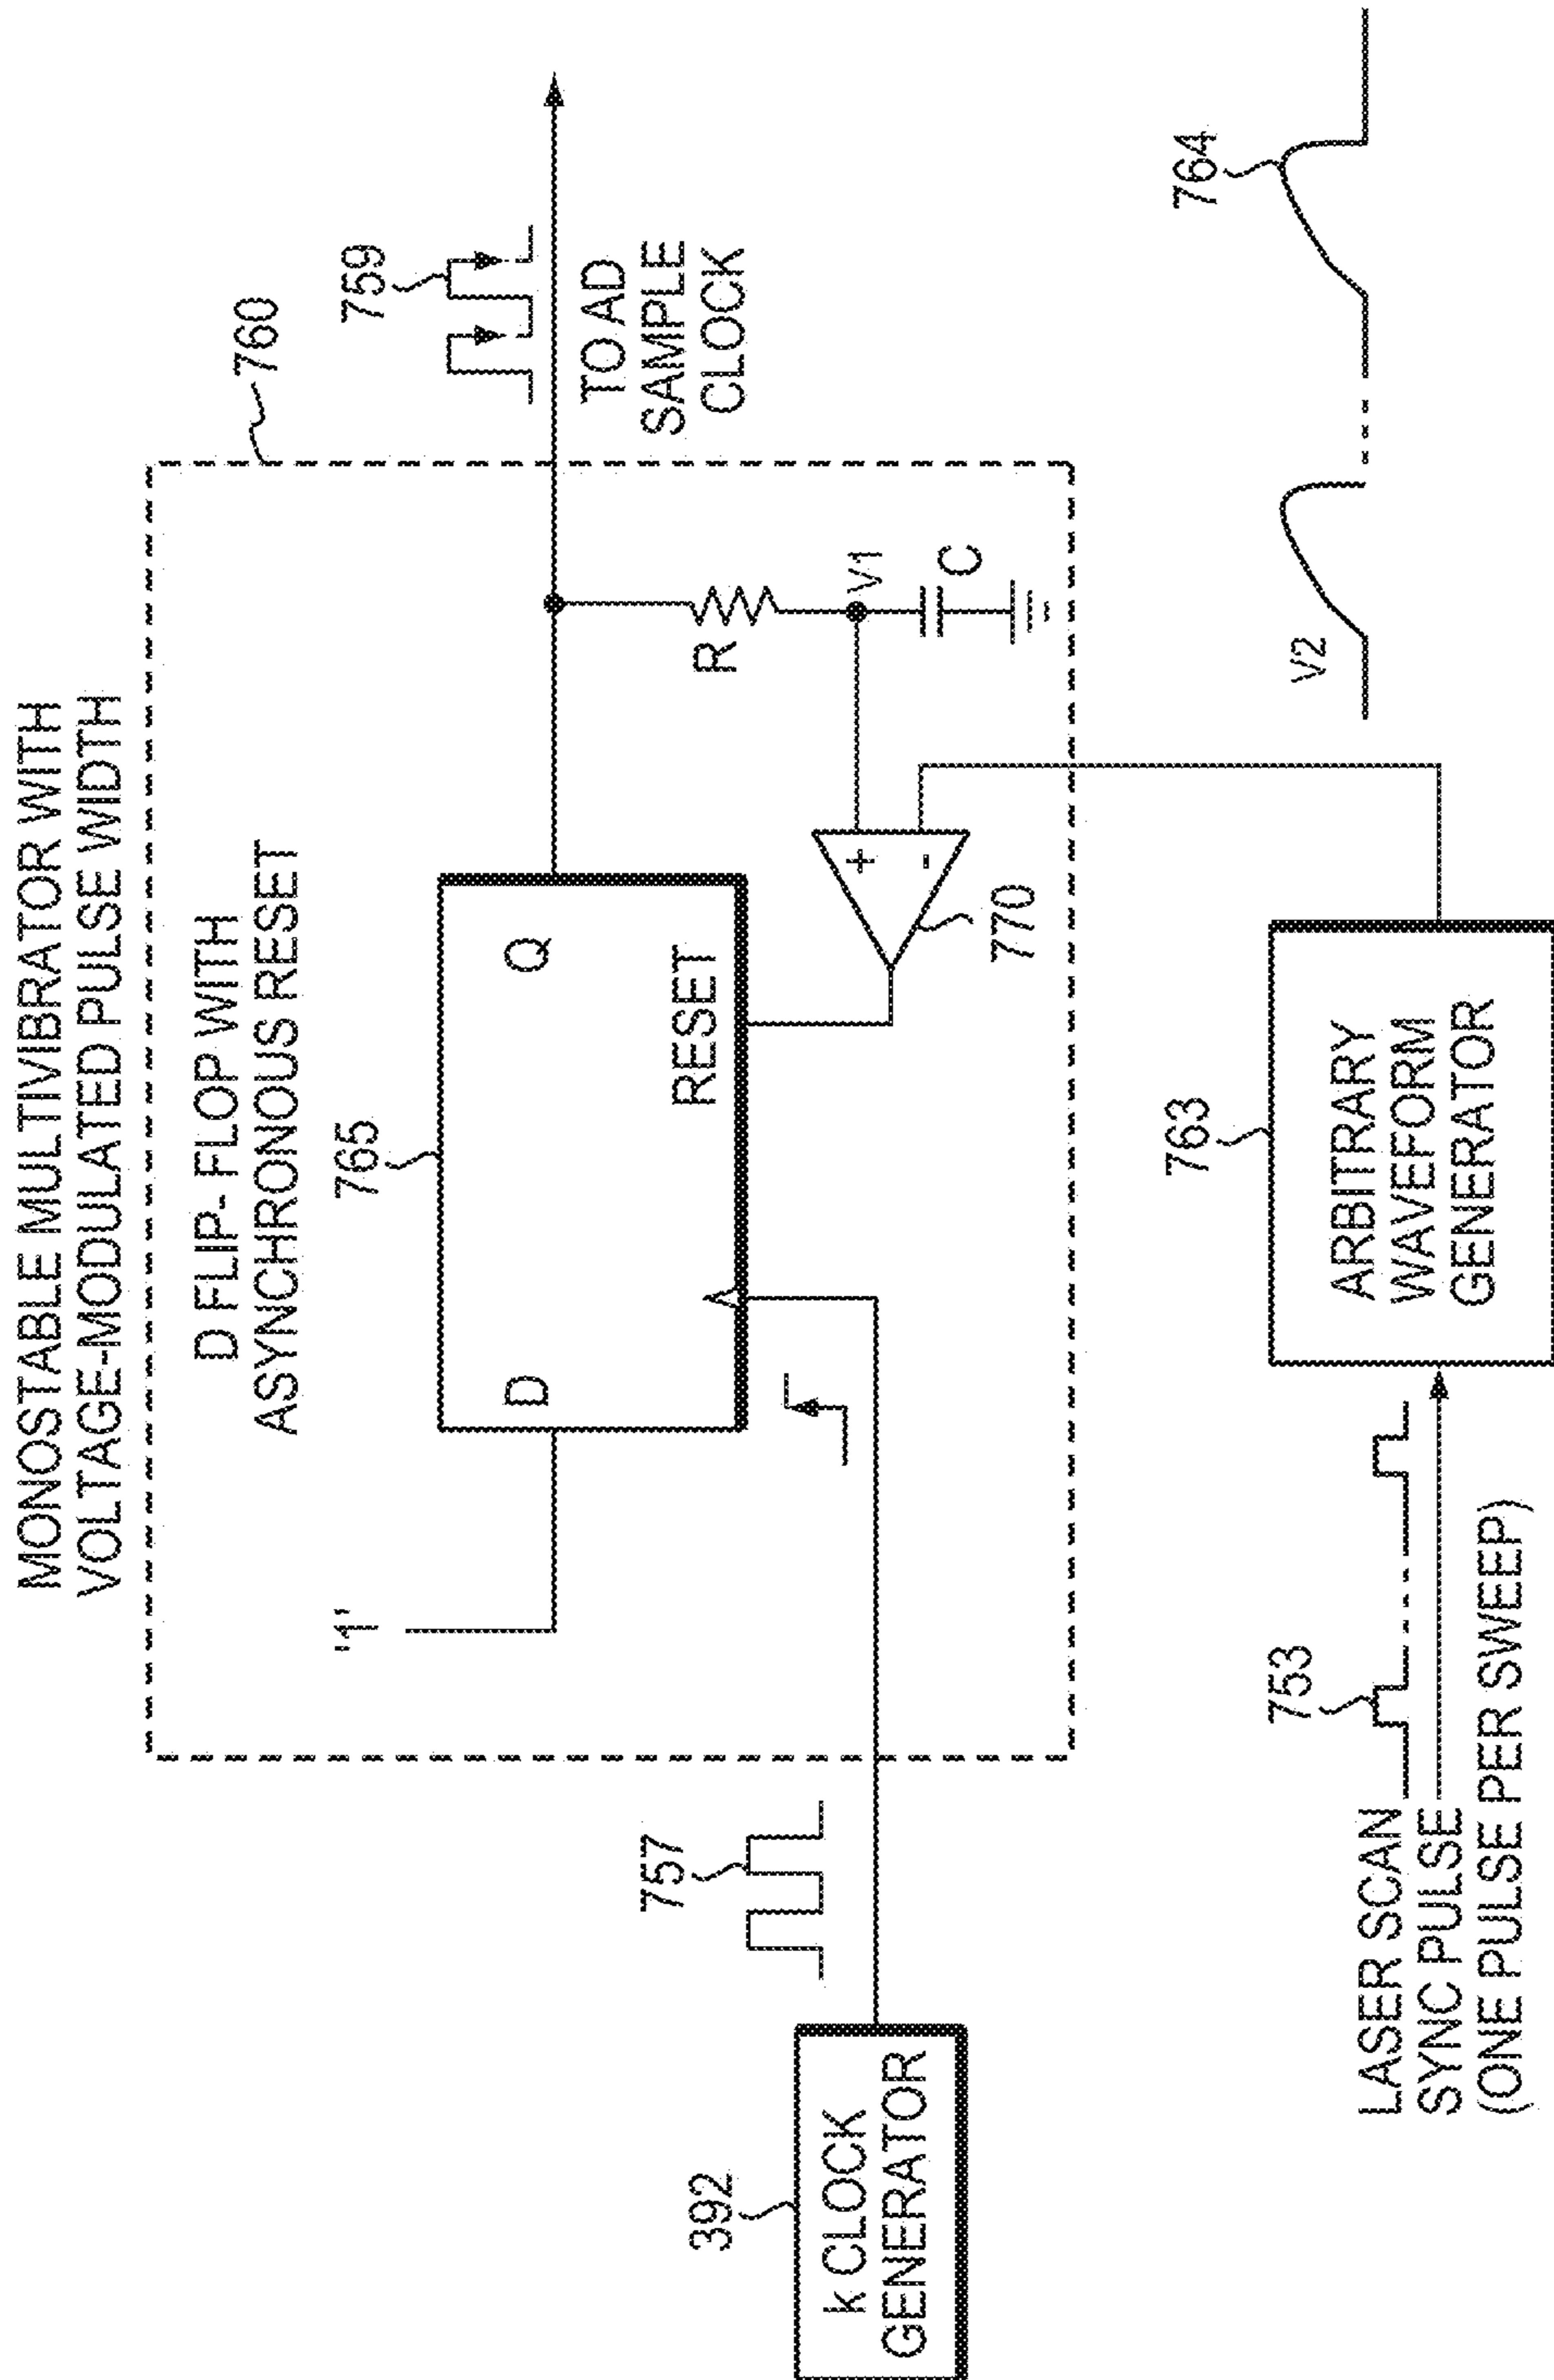 MONOSTABLE MULTIVIBRATOR WITH
VOLTAGE-MODULATED PULSE WIDTH
760
D FLIP-FLOP WITH
ASYNCHRONOUS RESET
765
"1"
D
Q
RESET
759
TO AD
SAMPLE
CLOCK
R
V1
C
+
-
770
392
k CLOCK
GENERATOR
757
LASER SCAN
SYNC PULSE
(ONE PULSE PER SWEEP)
753
763
ARBITRARY
WAVEFORM
GENERATOR
V2
764